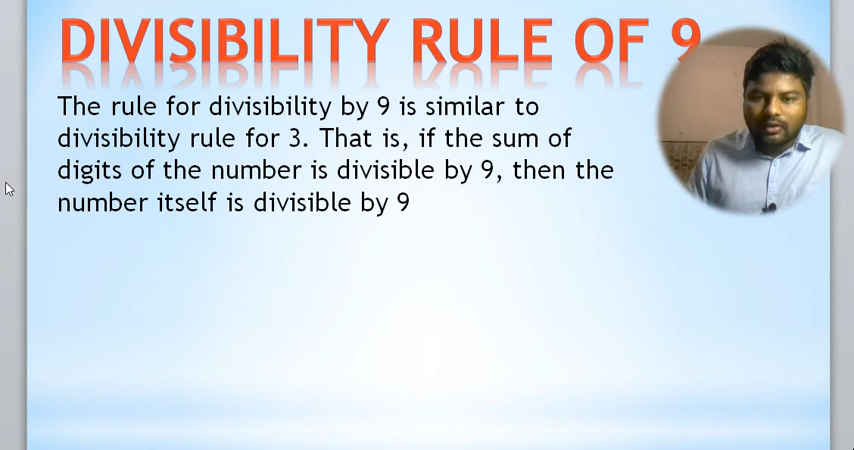 DIVISIBILITY RULE OF 9
The rule for divisibility by 9 is similar to
divisibility rule for 3. That is, if the sum of
digits of the number is divisible by 9, then the
number itself is divisible by 9